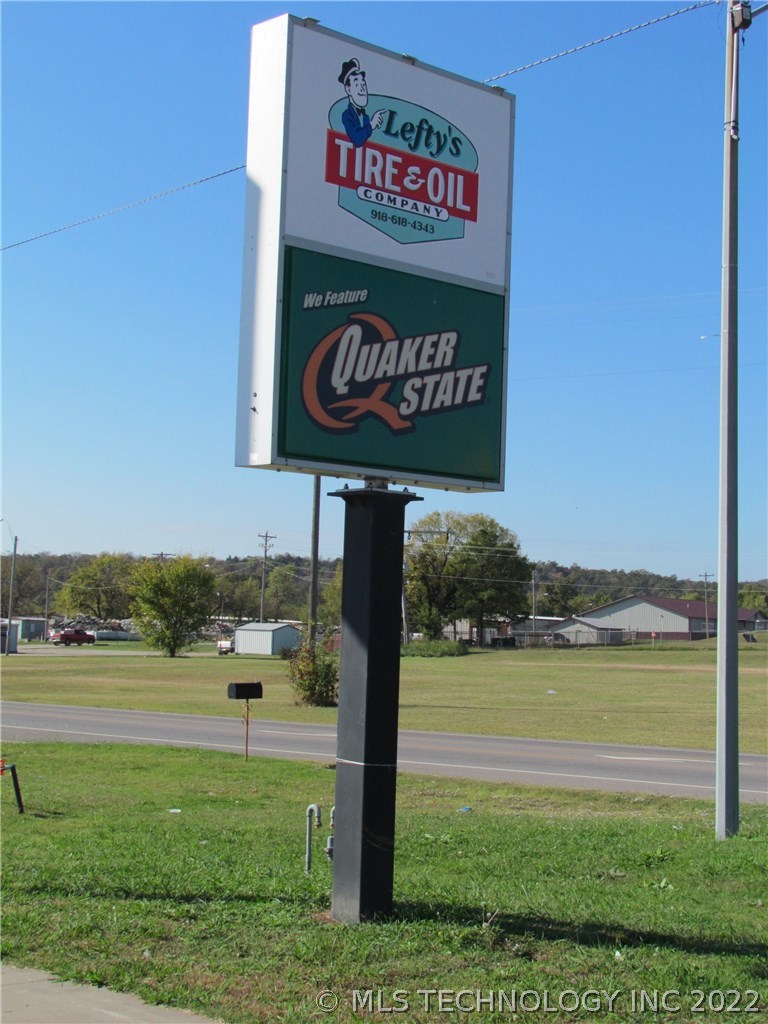 Lefty's
TIRE & OIL
COMPANY
918-618-4343
We Feature
QUAKER
STATE
© MLS TECHNOLOGY INC 2022